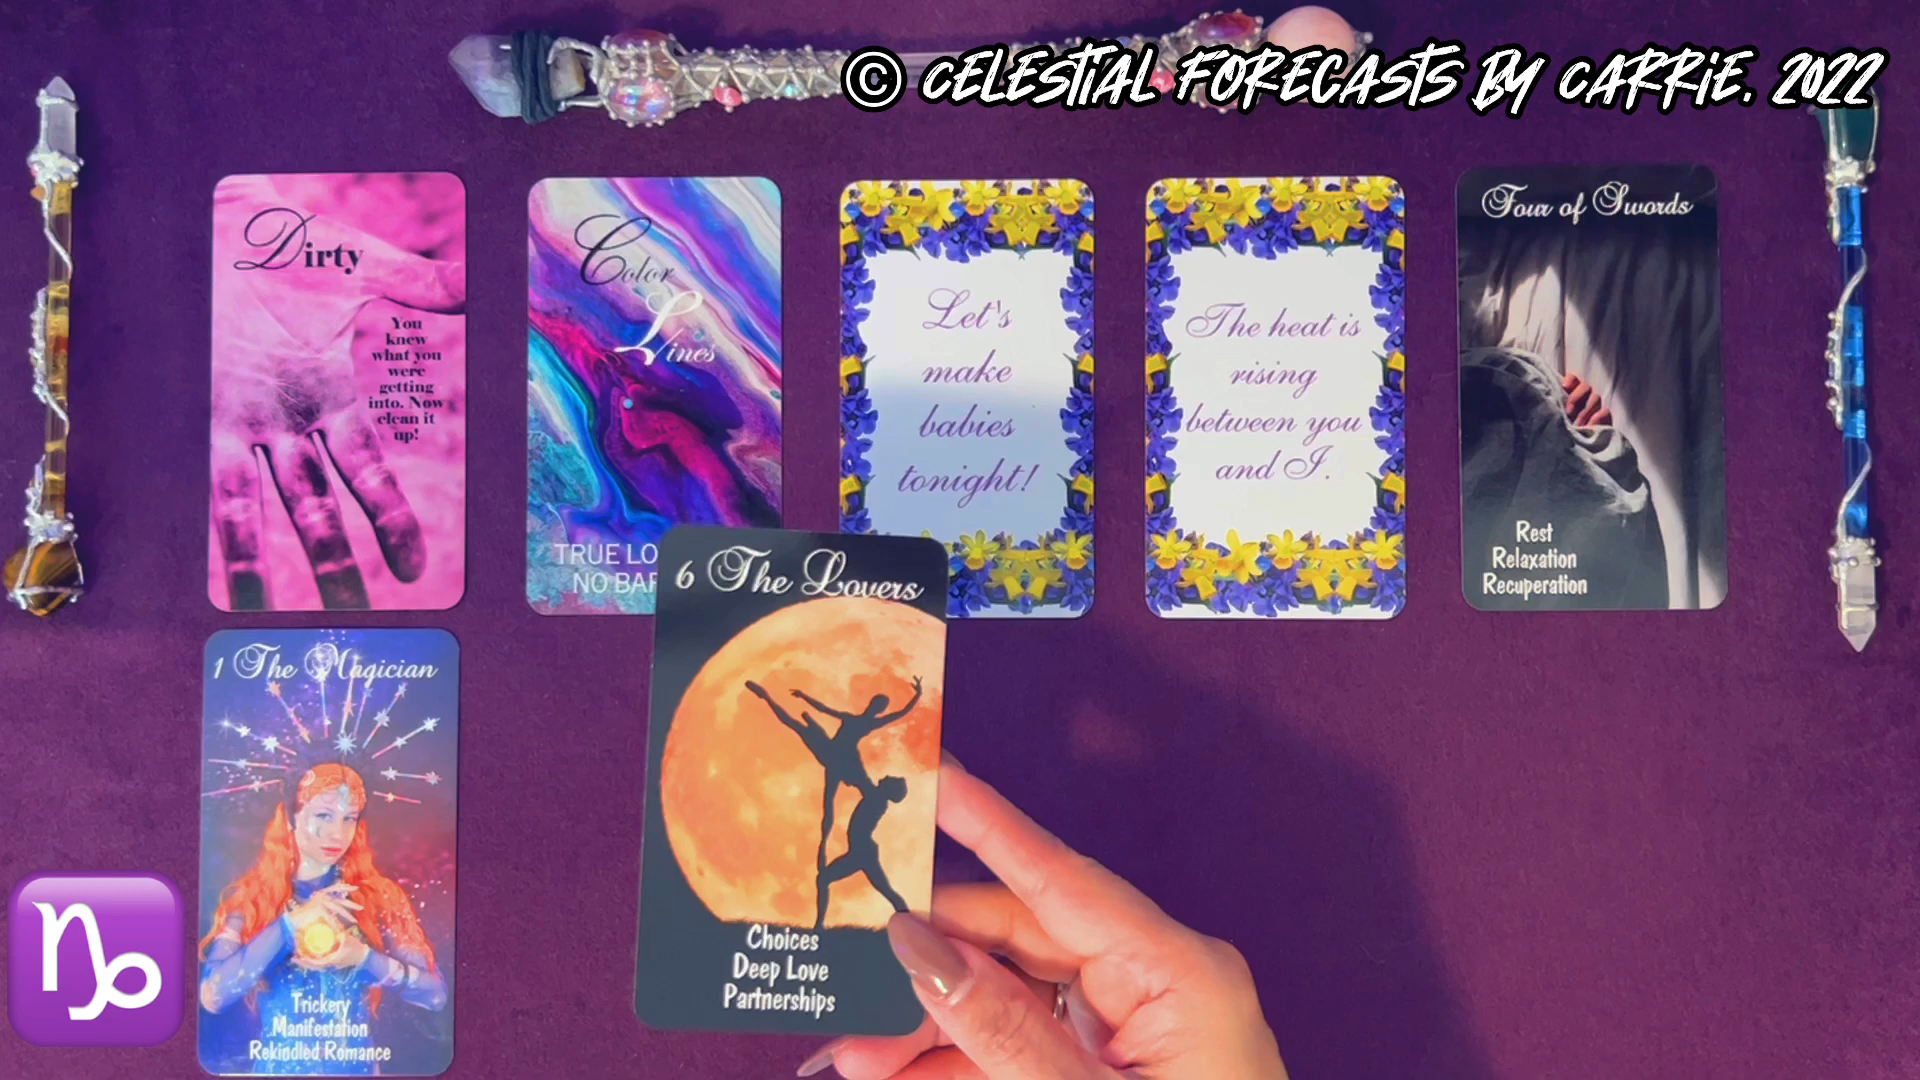 © CELESTIAL FORECASTS BY CARRIE. 2022
Dirty
You
knew
what you
were
getting
into. Now
clean it
up!
Color
Lines
TRUE LO
NO BAR
Let's
make
babies
tonight!
The heat is
rising
between you
and I.
Four of Swords
Rest
Relaxation
Recuperation
1 The Magician
Trickery
Manifestation
Rekindled Romance
6 The Lovers
Choices
Deep Love
Partnerships